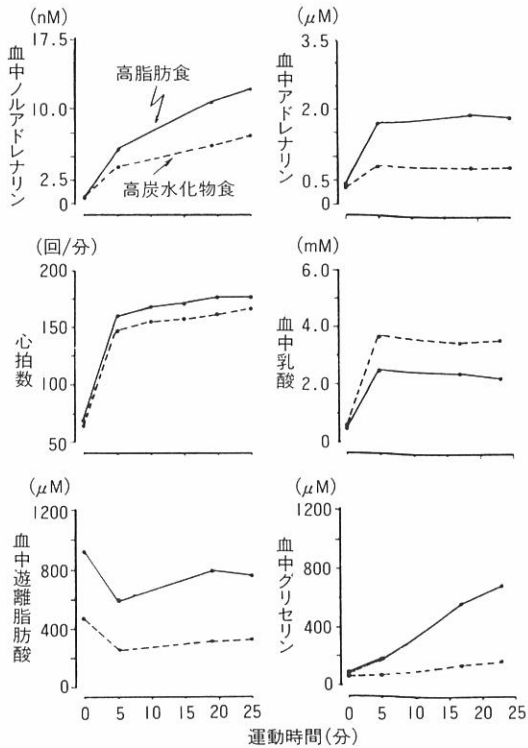 (nM)
17.5
10.0
2.5
0
血中ノルアドレナリン
高脂肪食
高炭水化物食
(μM)
3.5
2.0
0.5
0
血中アドレナリン
(回/分)
200
150
100
50
心拍数
(mM)
6.0
4.0
2.0
0
血中乳酸
(μM)
1200
800
400
0
血中遊離脂肪酸
0 5 10 15 20 25
(μM)
1200
800
400
0
血中グリセリン
0 5 10 15 20 25
運動時間(分)